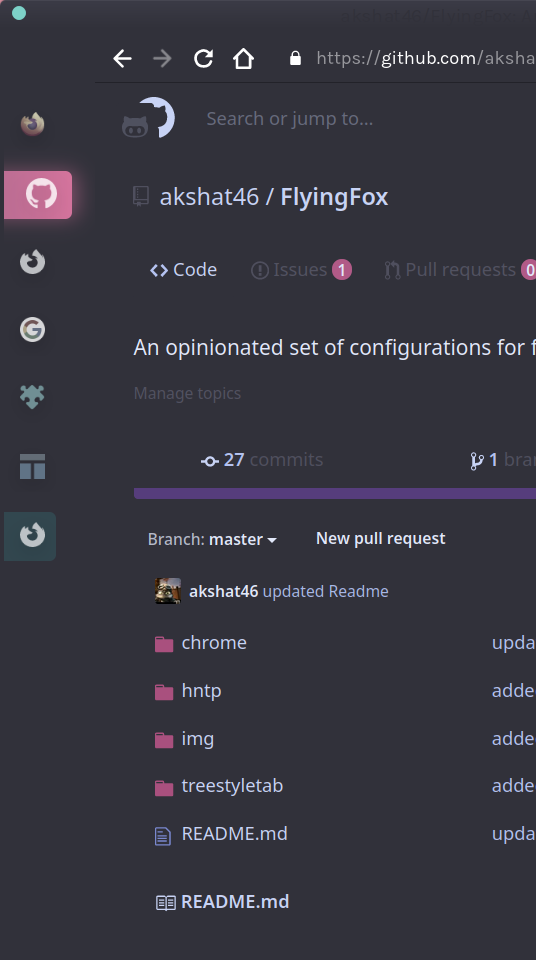 https://github.com/aksha
Search or jump to...
akshat46 / FlyingFox
Code Issues 1 Pull requests 0
An opinionated set of configurations for f
Manage topics
27 commits 1 bran
Branch: master New pull request
akshat46 updated Readme
chrome upda
hntp adde
img adde
treestyletab adde
README.md upda
README.md